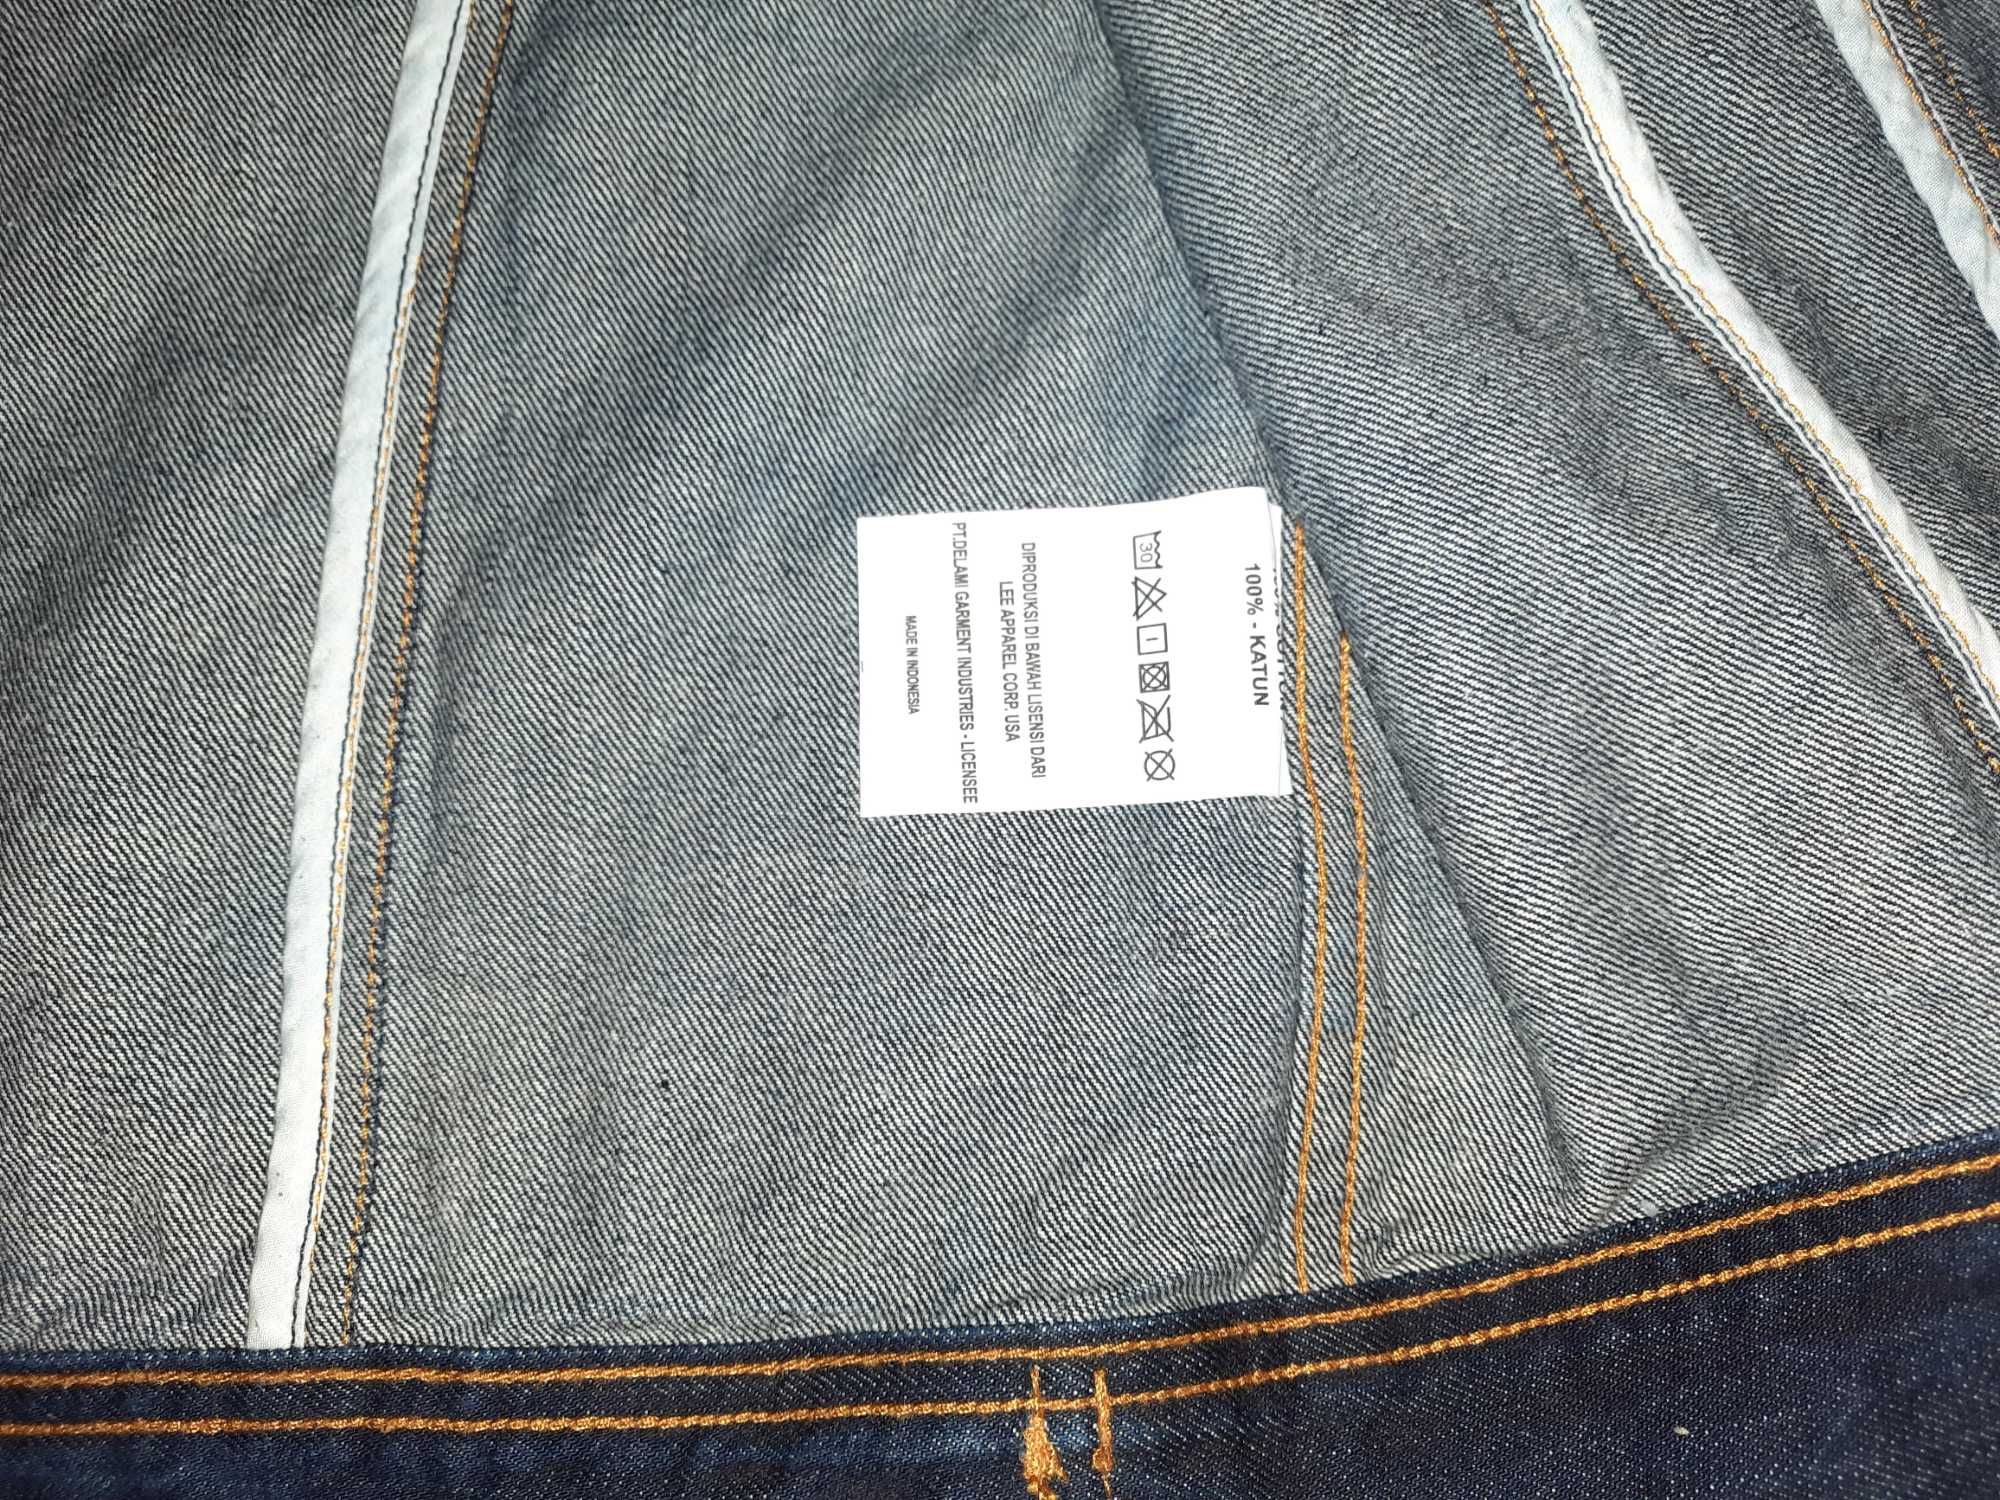 100% - KATUN
30
DIPRODUKSI DI BAWAH LISENSI DARI
LEE APPAREL CORP. USA
PT.DELAMI GARMENT INDUSTRIES - LICENSEE
MADE IN INDONESIA